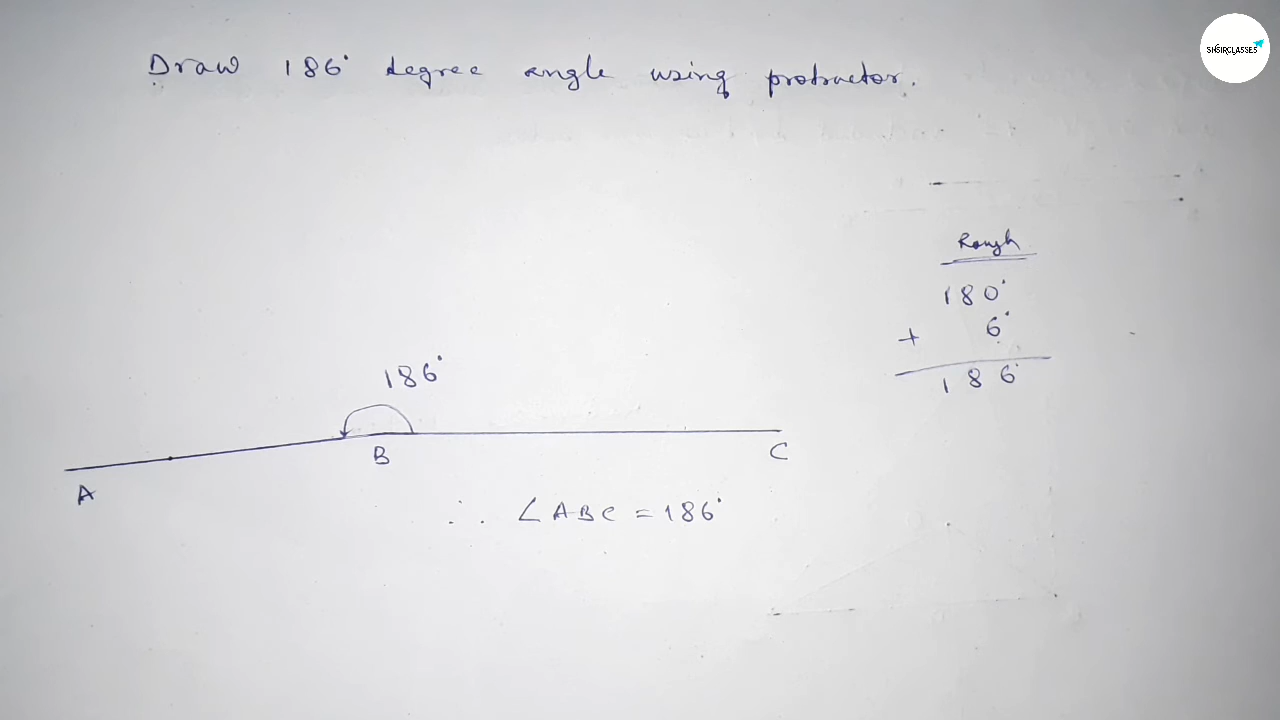 SHSIRCLASSES
Draw 186° degree angle using protractor.
Rough
180°
+ 6°
186°
186°
A
B
C
∴ ∠ABC = 186°